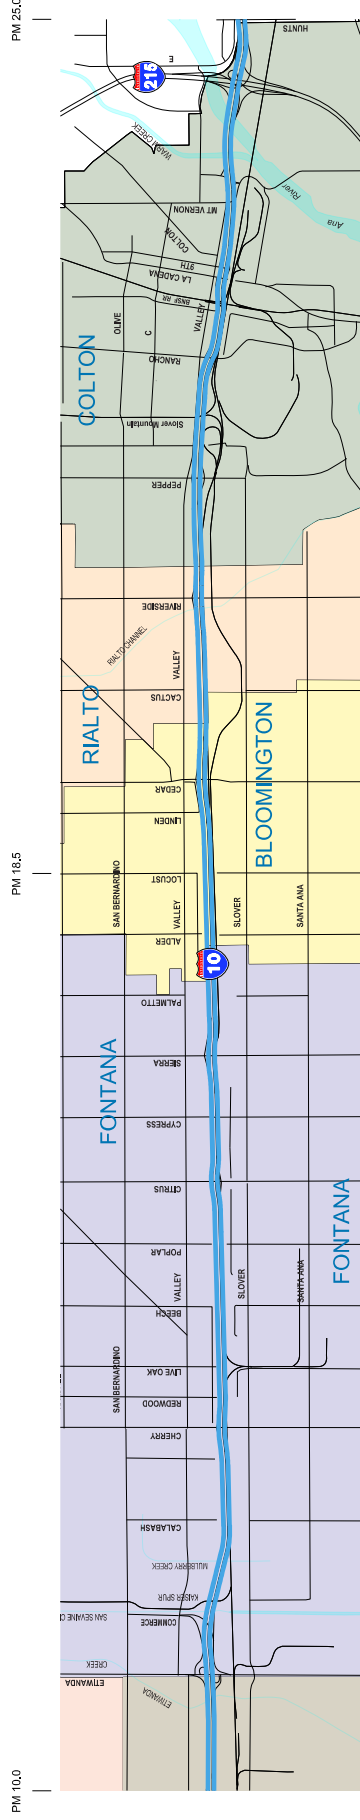 PM 25.0
HUNTS
E
215
WARM CREEK
River
Ana
MT VERNON
COLTON
9TH
LA CADENA
BNSF RR
OLIVE
C
VALLEY
RANCHO
COLTON
Slover Mountain
PEPPER
RIVERSIDE
RIALTO CHANNEL
VALLEY
RIALTO
CACTUS
BLOOMINGTON
CEDAR
LINDEN
PM 18.5
LOCUST
SAN BERNARDINO
VALLEY
SLOVER
SANTA ANA
ALDER
10
PALMETTO
FONTANA
SIERRA
CYPRESS
CITRUS
FONTANA
POPLAR
VALLEY
SLOVER
SANTA ANA
BEECH
SAN BERNARDINO
LIVE OAK
REDWOOD
CHERRY
CALABASH
MULBERRY CREEK
KAISER SPUR
SAN SEVAINE C
COMMERCE
CREEK
ETIWANDA
ETIWANDA
PM 10.0